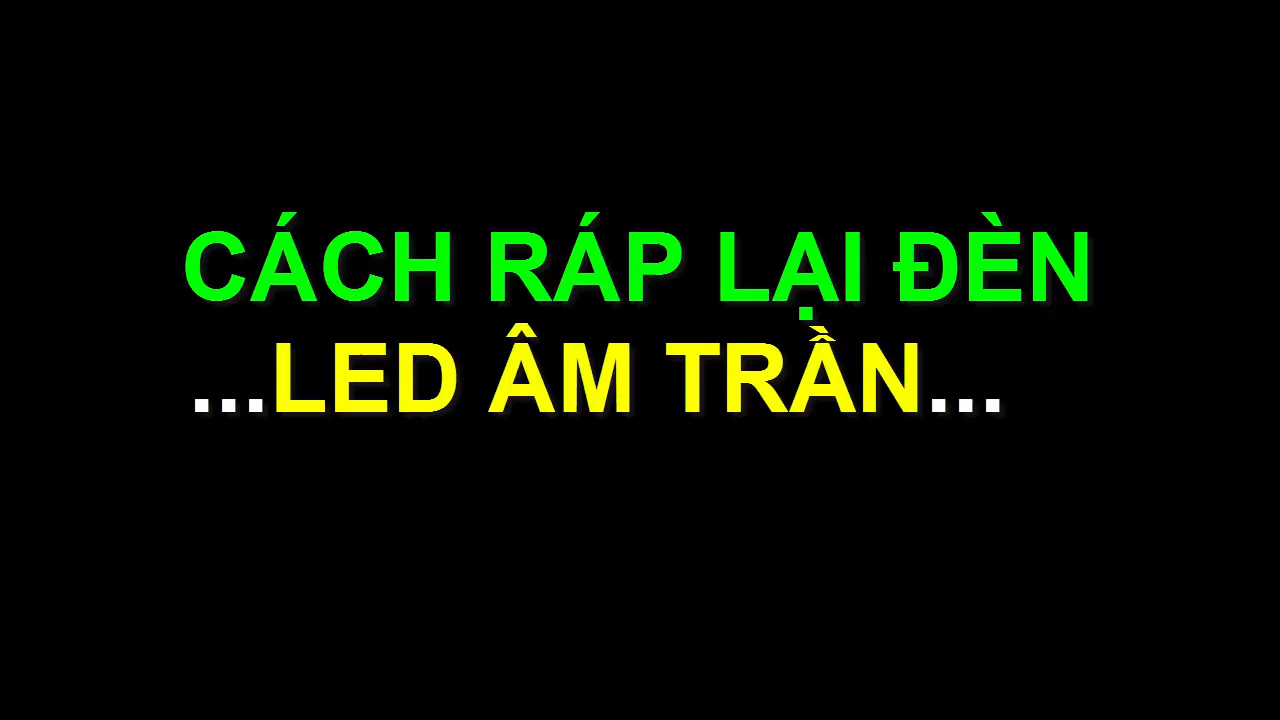 CÁCH RÁP LẠI ĐÈN
...LED ÂM TRẦN...